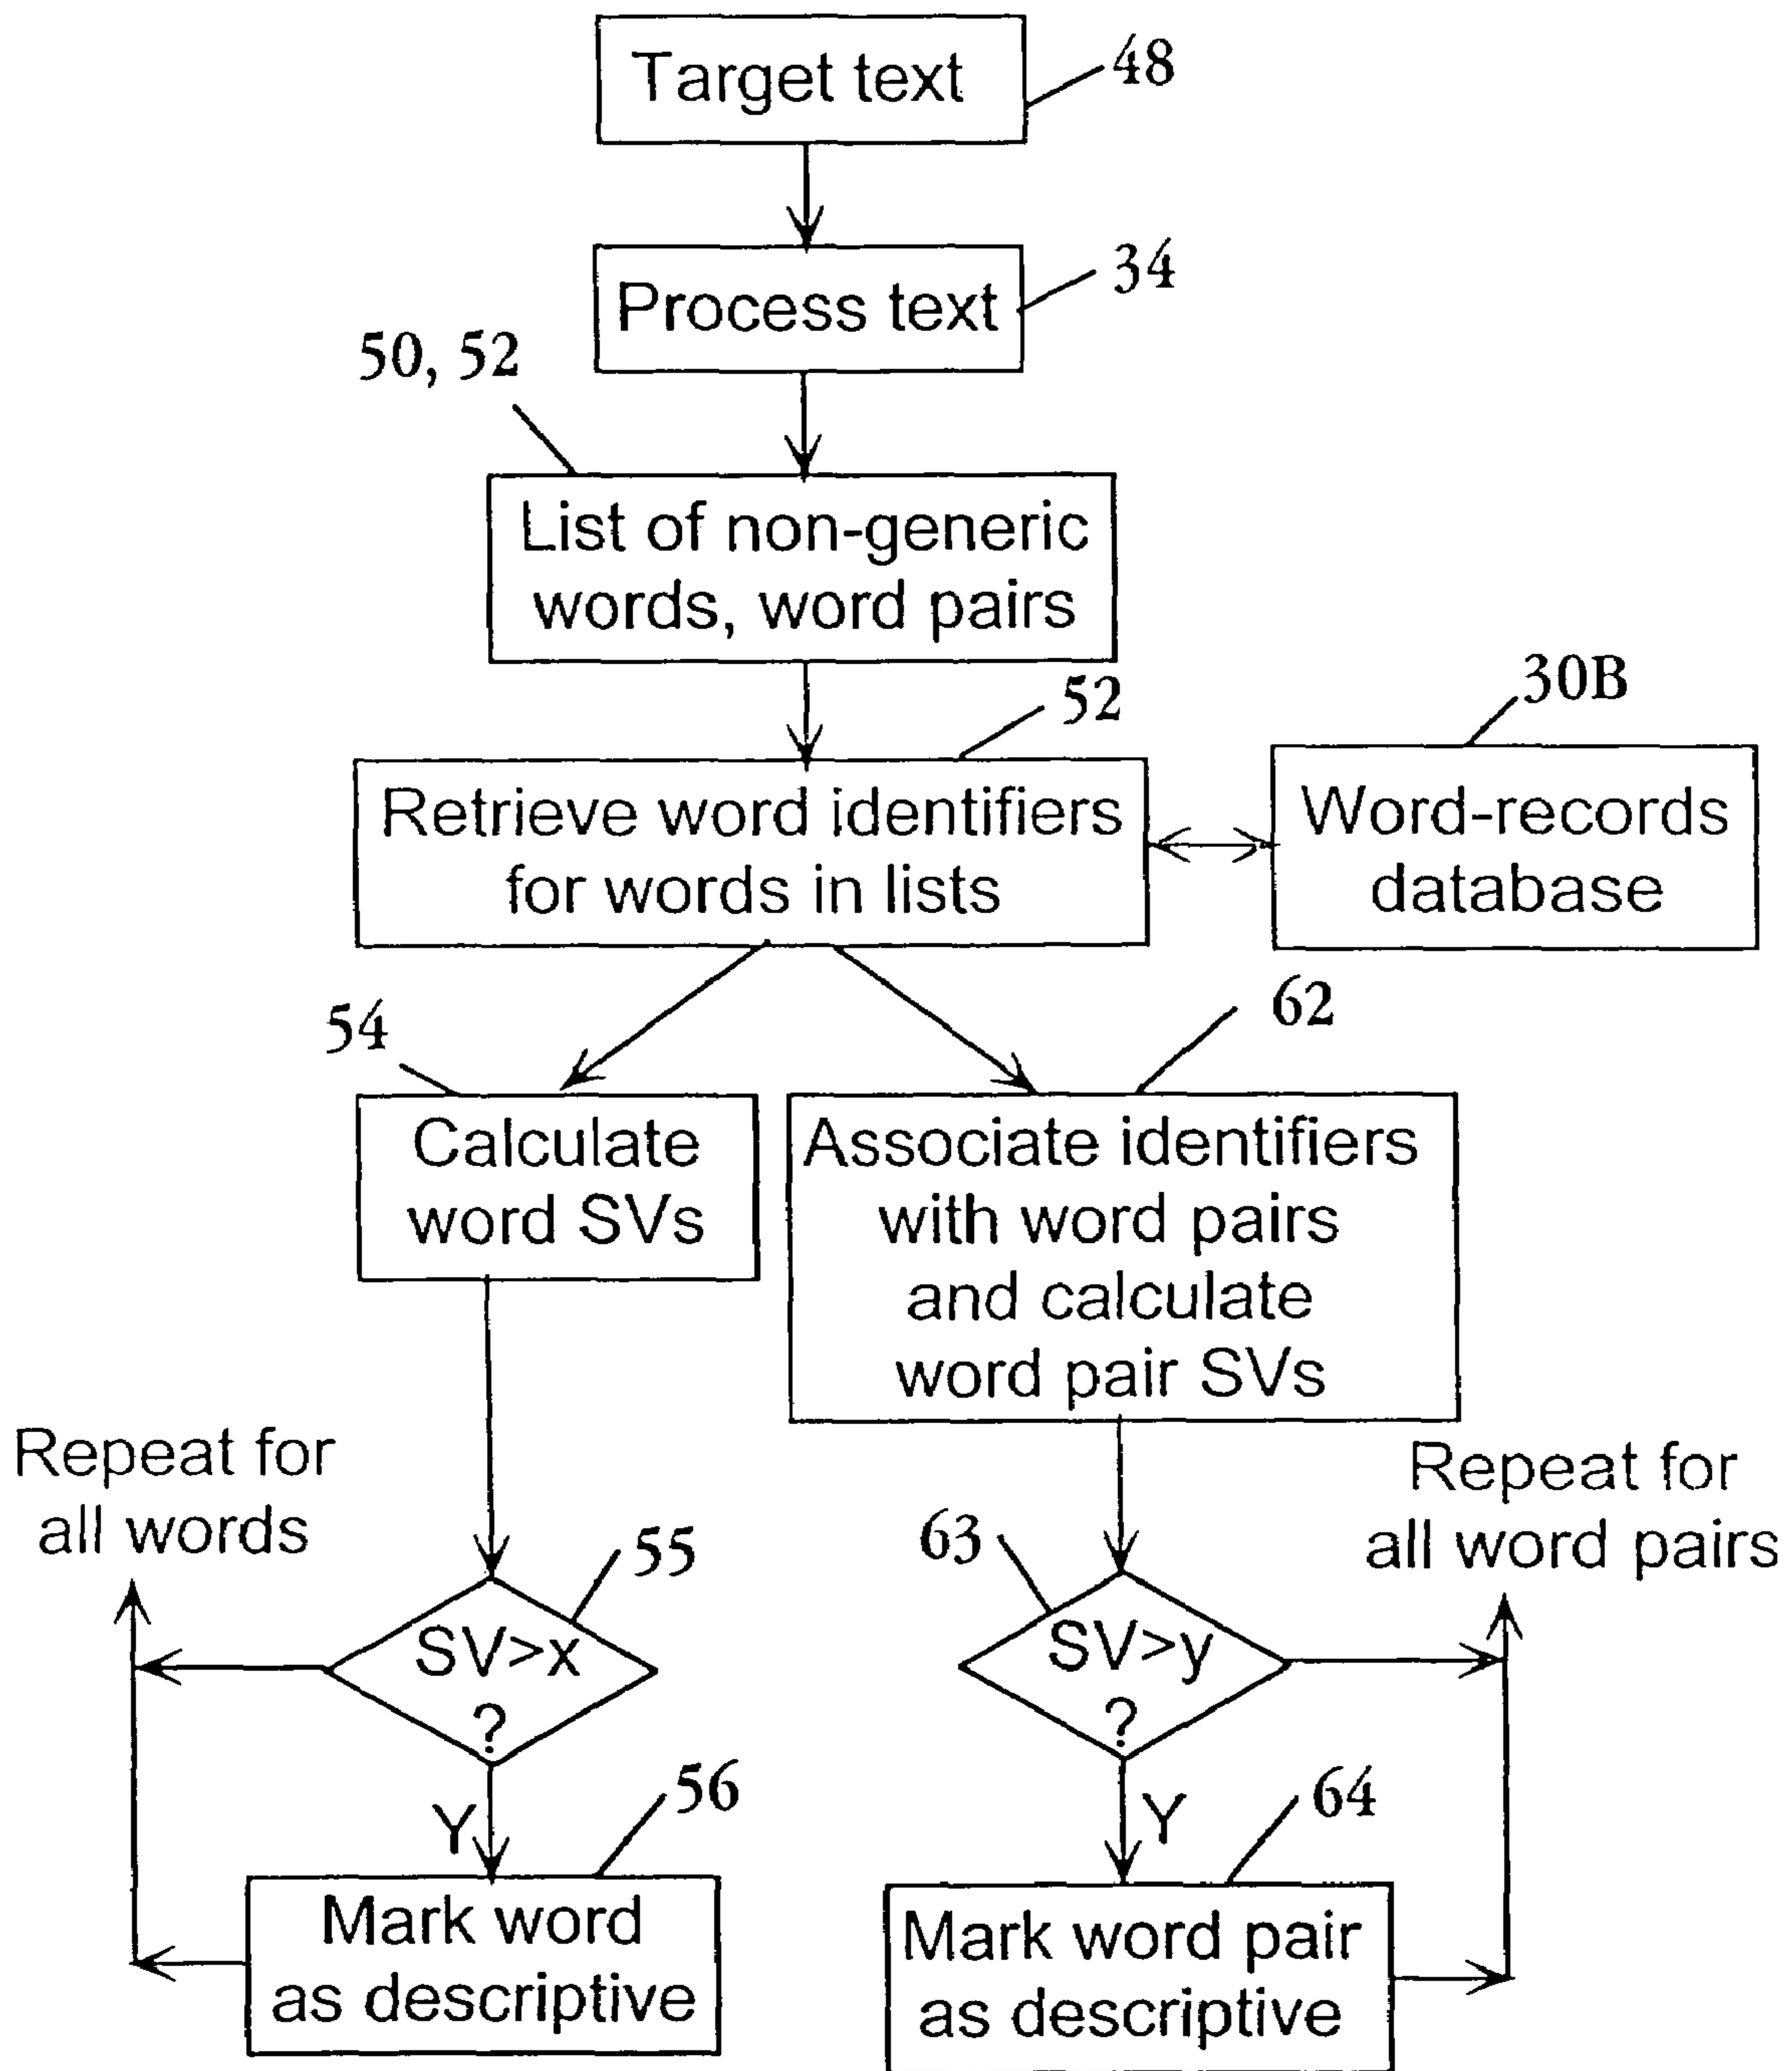 Target text
48
Process text
34
50, 52
List of non-generic
words, word pairs
52
30B
Retrieve word identifiers
for words in lists
Word-records
database
54
62
Calculate
word SVs
Associate identifiers
with word pairs
and calculate
word pair SVs
Repeat for
all words
Repeat for
all word pairs
55
63
SV>x
?
SV>y
?
Y
56
Y
64
Mark word
as descriptive
Mark word pair
as descriptive